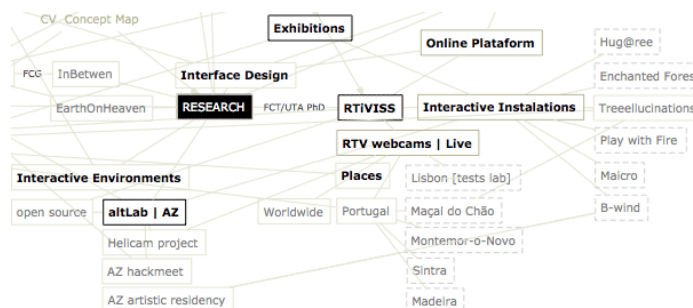 CV_Concept Map
Exhibitions
Online Plataform
Hug@ree
FCG
InBetwen
Interface Design
Enchanted Fores
EarthOnHeaven
RESEARCH
FCT/UTA PhD
RTiVISS
Interactive Instalations
Treeellucinations
RTV webcams | Live
Play with Fire
Interactive Environments
Places
Lisbon [tests lab]
Malcro
open source
altLab | AZ
Worldwide
Portugal
Maçal do Chão
B-wind
Helicam project
Montemor-o-Novo
AZ hackmeet
Sintra
AZ artistic residency
Madeira